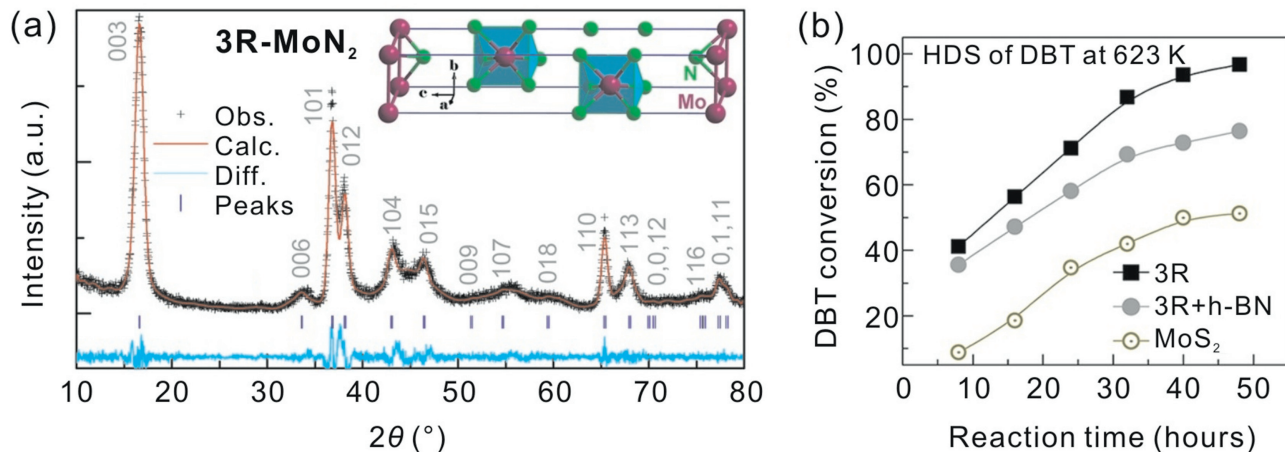 (a)
3R-MoN₂
003
101
012
006
104
015
009
107
018
110
113
0,0,12
116
0,1,11
Obs.
Calc.
Diff.
Peaks
b
c
a
N
Mo
Intensity (a.u.)
10 20 30 40 50 60 70 80
2θ (°)
(b)
HDS of DBT at 623 K
DBT conversion (%)
100
80
60
40
20
3R
3R+h-BN
MoS₂
0 10 20 30 40 50
Reaction time (hours)